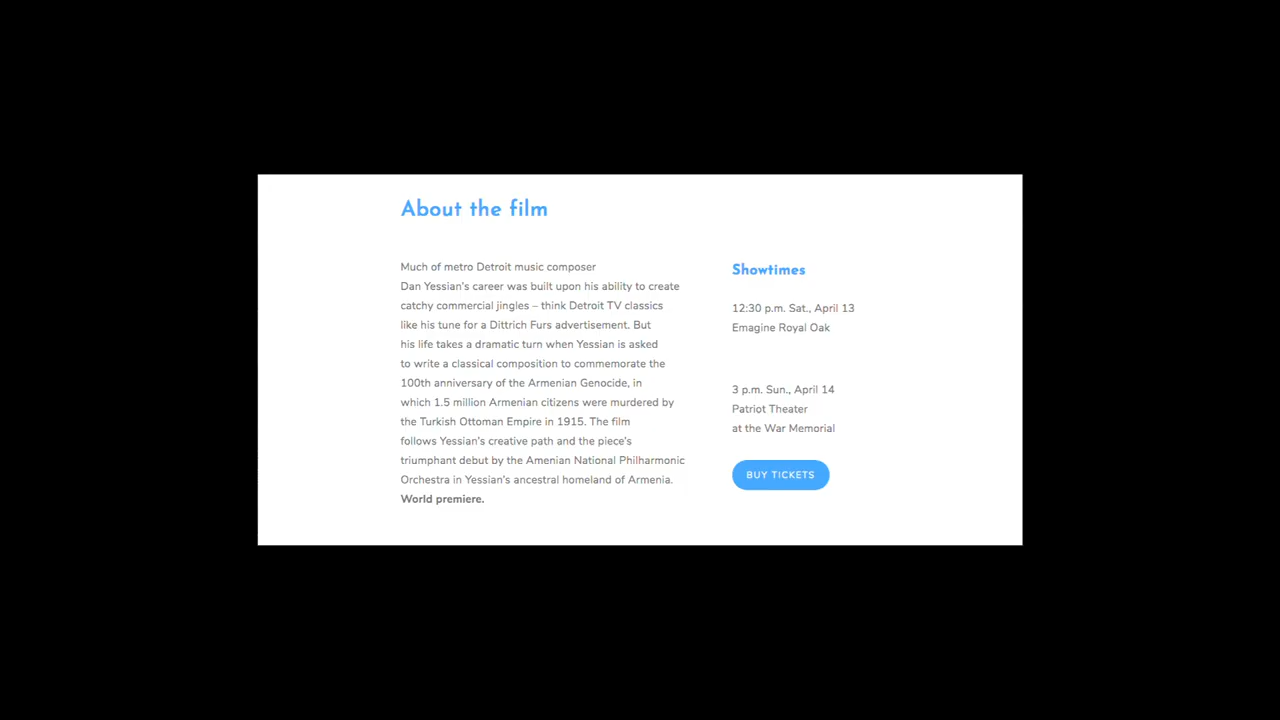 About the film
Much of metro Detroit music composer
Dan Yessian's career was built upon his ability to create
catchy commercial jingles – think Detroit TV classics
like his tune for a Dittrich Furs advertisement. But
his life takes a dramatic turn when Yessian is asked
to write a classical composition to commemorate the
100th anniversary of the Armenian Genocide, in
which 1.5 million Armenian citizens were murdered by
the Turkish Ottoman Empire in 1915. The film
follows Yessian's creative path and the piece's
triumphant debut by the Amenian National Philharmonic
Orchestra in Yessian's ancestral homeland of Armenia.
World premiere.
Showtimes
12:30 p.m. Sat., April 13
Emagine Royal Oak
3 p.m. Sun., April 14
Patriot Theater
at the War Memorial
BUY TICKETS